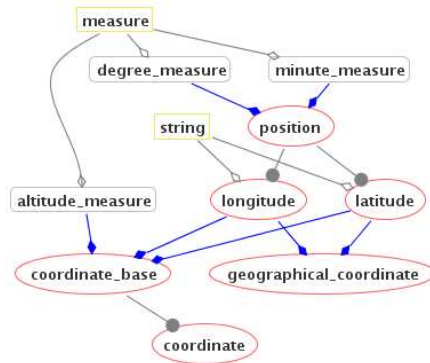 measure
degree_measure
minute_measure
string
position
altitude_measure
longitude
latitude
coordinate_base
geographical_coordinate
coordinate